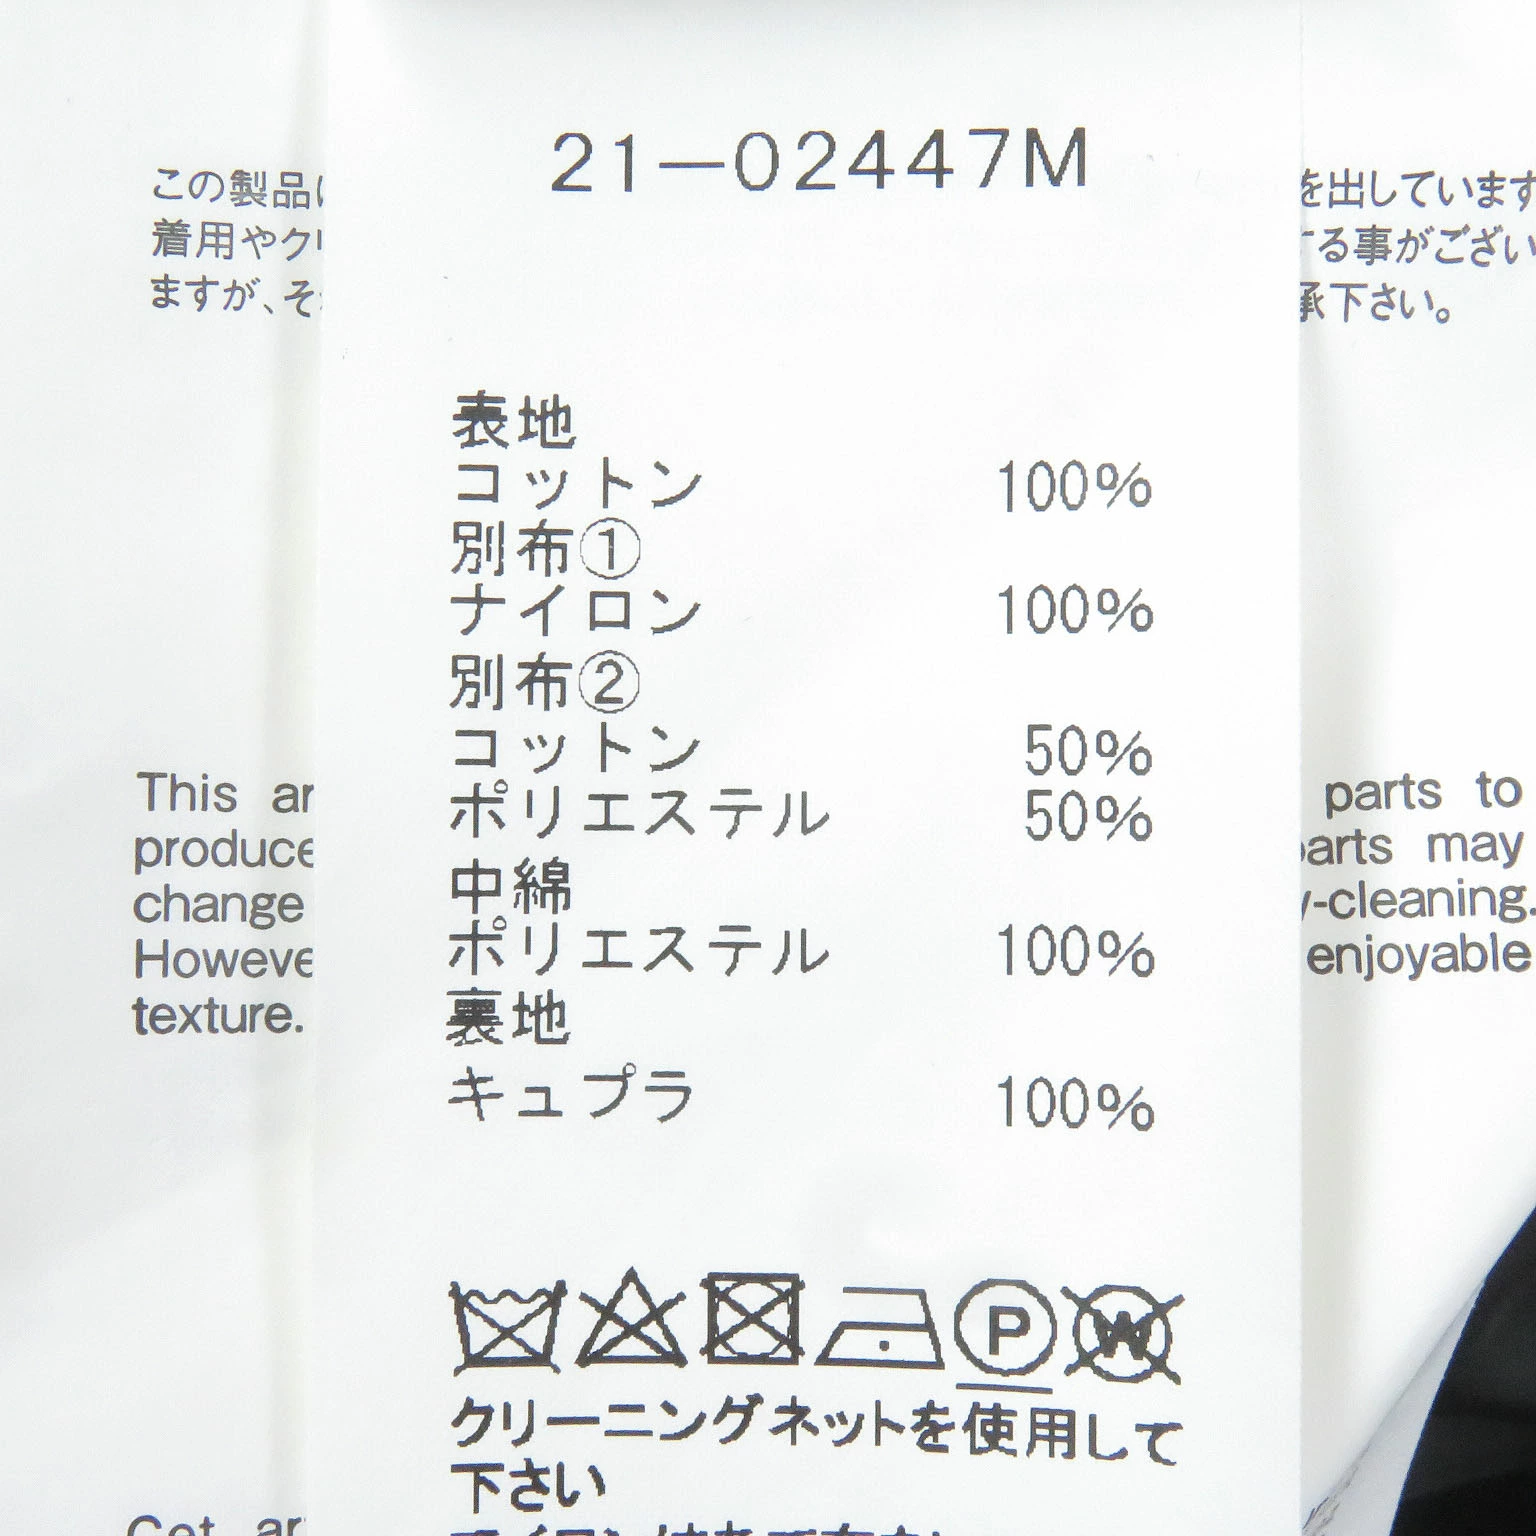 21-02447M
表地
コットン 100%
別布①
ナイロン 100%
別布②
コットン 50%
ポリエステル 50%
中綿
ポリエステル 100%
裏地
キュプラ 100%
P W
クリーニングネットを使用して
下さい
この製品
着用やク
ますが、そ
を出しています
する事がござい
承下さい。
This
produce
change
Howeve
texture.
parts to
parts may
-cleaning.
enjoyable